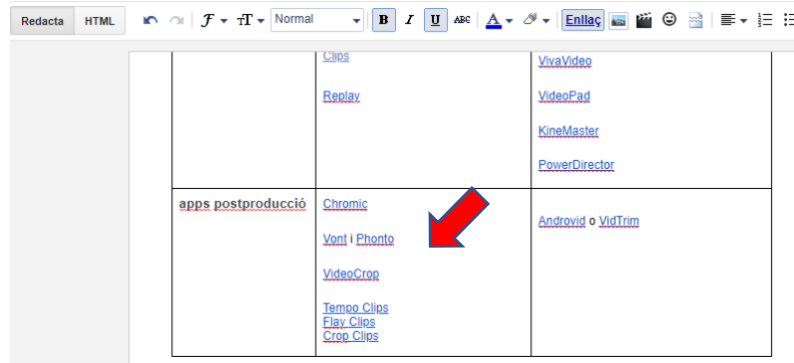 Redacta HTML Normal B I U ABC A Enllaç
Clips
Replay
VivaVideo
VideoPad
KineMaster
PowerDirector
apps postproducció
Chromic
Vont i Phonto
VideoCrop
Tempo Clips
Flay Clips
Crop Clips
Androvid o VidTrim